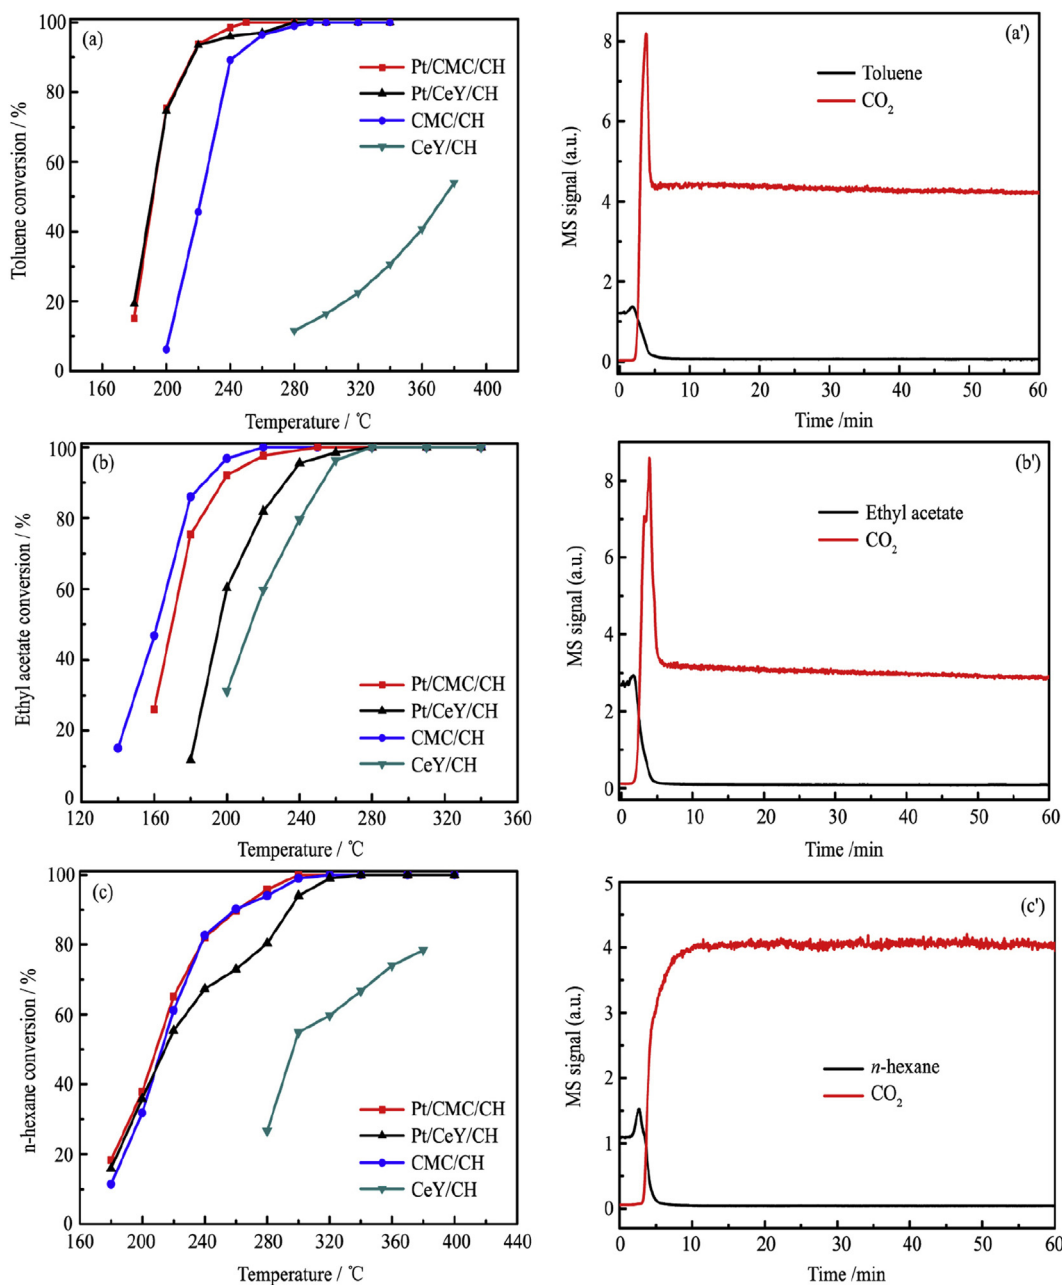 (a)
Toluene conversion / %
100
80
60
40
20
0
Pt/CMC/CH
Pt/CeY/CH
CMC/CH
CeY/CH
160 200 240 280 320 360 400
Temperature / ℃
(a')
MS signal (a.u.)
8
6
4
2
0
Toluene
CO2
0 10 20 30 40 50 60
Time /min
(b)
Ethyl acetate conversion / %
100
80
60
40
20
0
Pt/CMC/CH
Pt/CeY/CH
CMC/CH
CeY/CH
120 160 200 240 280 320 360
Temperature / ℃
(b')
MS signal (a.u.)
8
6
4
2
0
Ethyl acetate
CO2
0 10 20 30 40 50 60
Time /min
(c)
n-hexane conversion / %
100
80
60
40
20
0
Pt/CMC/CH
Pt/CeY/CH
CMC/CH
CeY/CH
160 200 240 280 320 360 400 440
Temperature / ℃
(c')
MS signal (a.u.)
5
4
3
2
1
0
n-hexane
CO2
0 10 20 30 40 50 60
Time /min